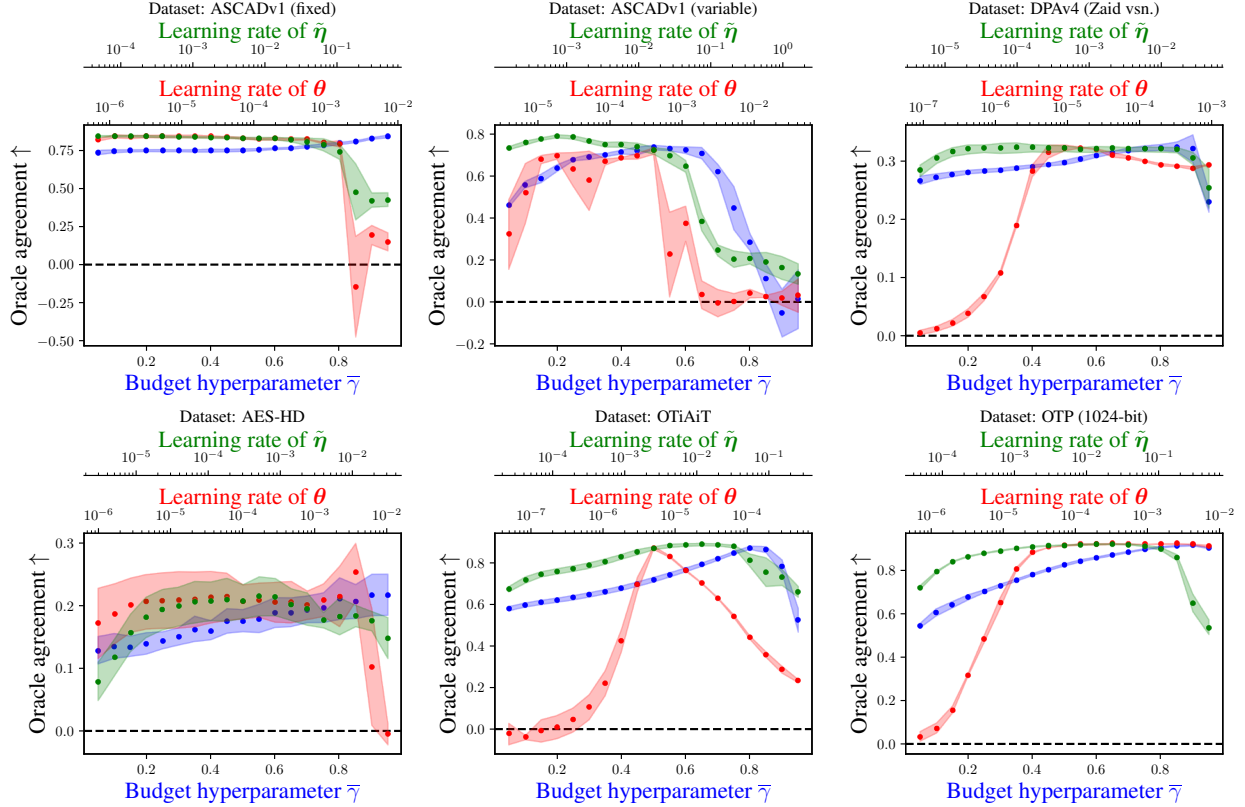 Dataset: ASCADv1 (fixed)
Learning rate of η̃
10⁻⁴ 10⁻³ 10⁻² 10⁻¹
Learning rate of θ
10⁻⁶ 10⁻⁵ 10⁻⁴ 10⁻³ 10⁻²
Oracle agreement ↑
0.75
0.50
0.25
0.00
−0.25
−0.50
0.2 0.4 0.6 0.8
Budget hyperparameter γ̅
Dataset: ASCADv1 (variable)
Learning rate of η̃
10⁻³ 10⁻² 10⁻¹ 10⁰
Learning rate of θ
10⁻⁵ 10⁻⁴ 10⁻³ 10⁻²
Oracle agreement ↑
0.8
0.6
0.4
0.2
0.0
−0.2
0.2 0.4 0.6 0.8
Budget hyperparameter γ̅
Dataset: DPAv4 (Zaid vsn.)
Learning rate of η̃
10⁻⁵ 10⁻⁴ 10⁻³ 10⁻²
Learning rate of θ
10⁻⁷ 10⁻⁶ 10⁻⁵ 10⁻⁴ 10⁻³
Oracle agreement ↑
0.3
0.2
0.1
0.0
0.2 0.4 0.6 0.8
Budget hyperparameter γ̅
Dataset: AES-HD
Learning rate of η̃
10⁻⁵ 10⁻⁴ 10⁻³ 10⁻²
Learning rate of θ
10⁻⁶ 10⁻⁵ 10⁻⁴ 10⁻³ 10⁻²
Oracle agreement ↑
0.3
0.2
0.1
0.0
0.2 0.4 0.6 0.8
Budget hyperparameter γ̅
Dataset: OTiAiT
Learning rate of η̃
10⁻⁴ 10⁻³ 10⁻² 10⁻¹
Learning rate of θ
10⁻⁷ 10⁻⁶ 10⁻⁵ 10⁻⁴
Oracle agreement ↑
0.8
0.6
0.4
0.2
0.0
0.2 0.4 0.6 0.8
Budget hyperparameter γ̅
Dataset: OTP (1024-bit)
Learning rate of η̃
10⁻⁴ 10⁻³ 10⁻² 10⁻¹
Learning rate of θ
10⁻⁶ 10⁻⁵ 10⁻⁴ 10⁻³ 10⁻²
Oracle agreement ↑
0.8
0.6
0.4
0.2
0.0
0.2 0.4 0.6 0.8
Budget hyperparameter γ̅